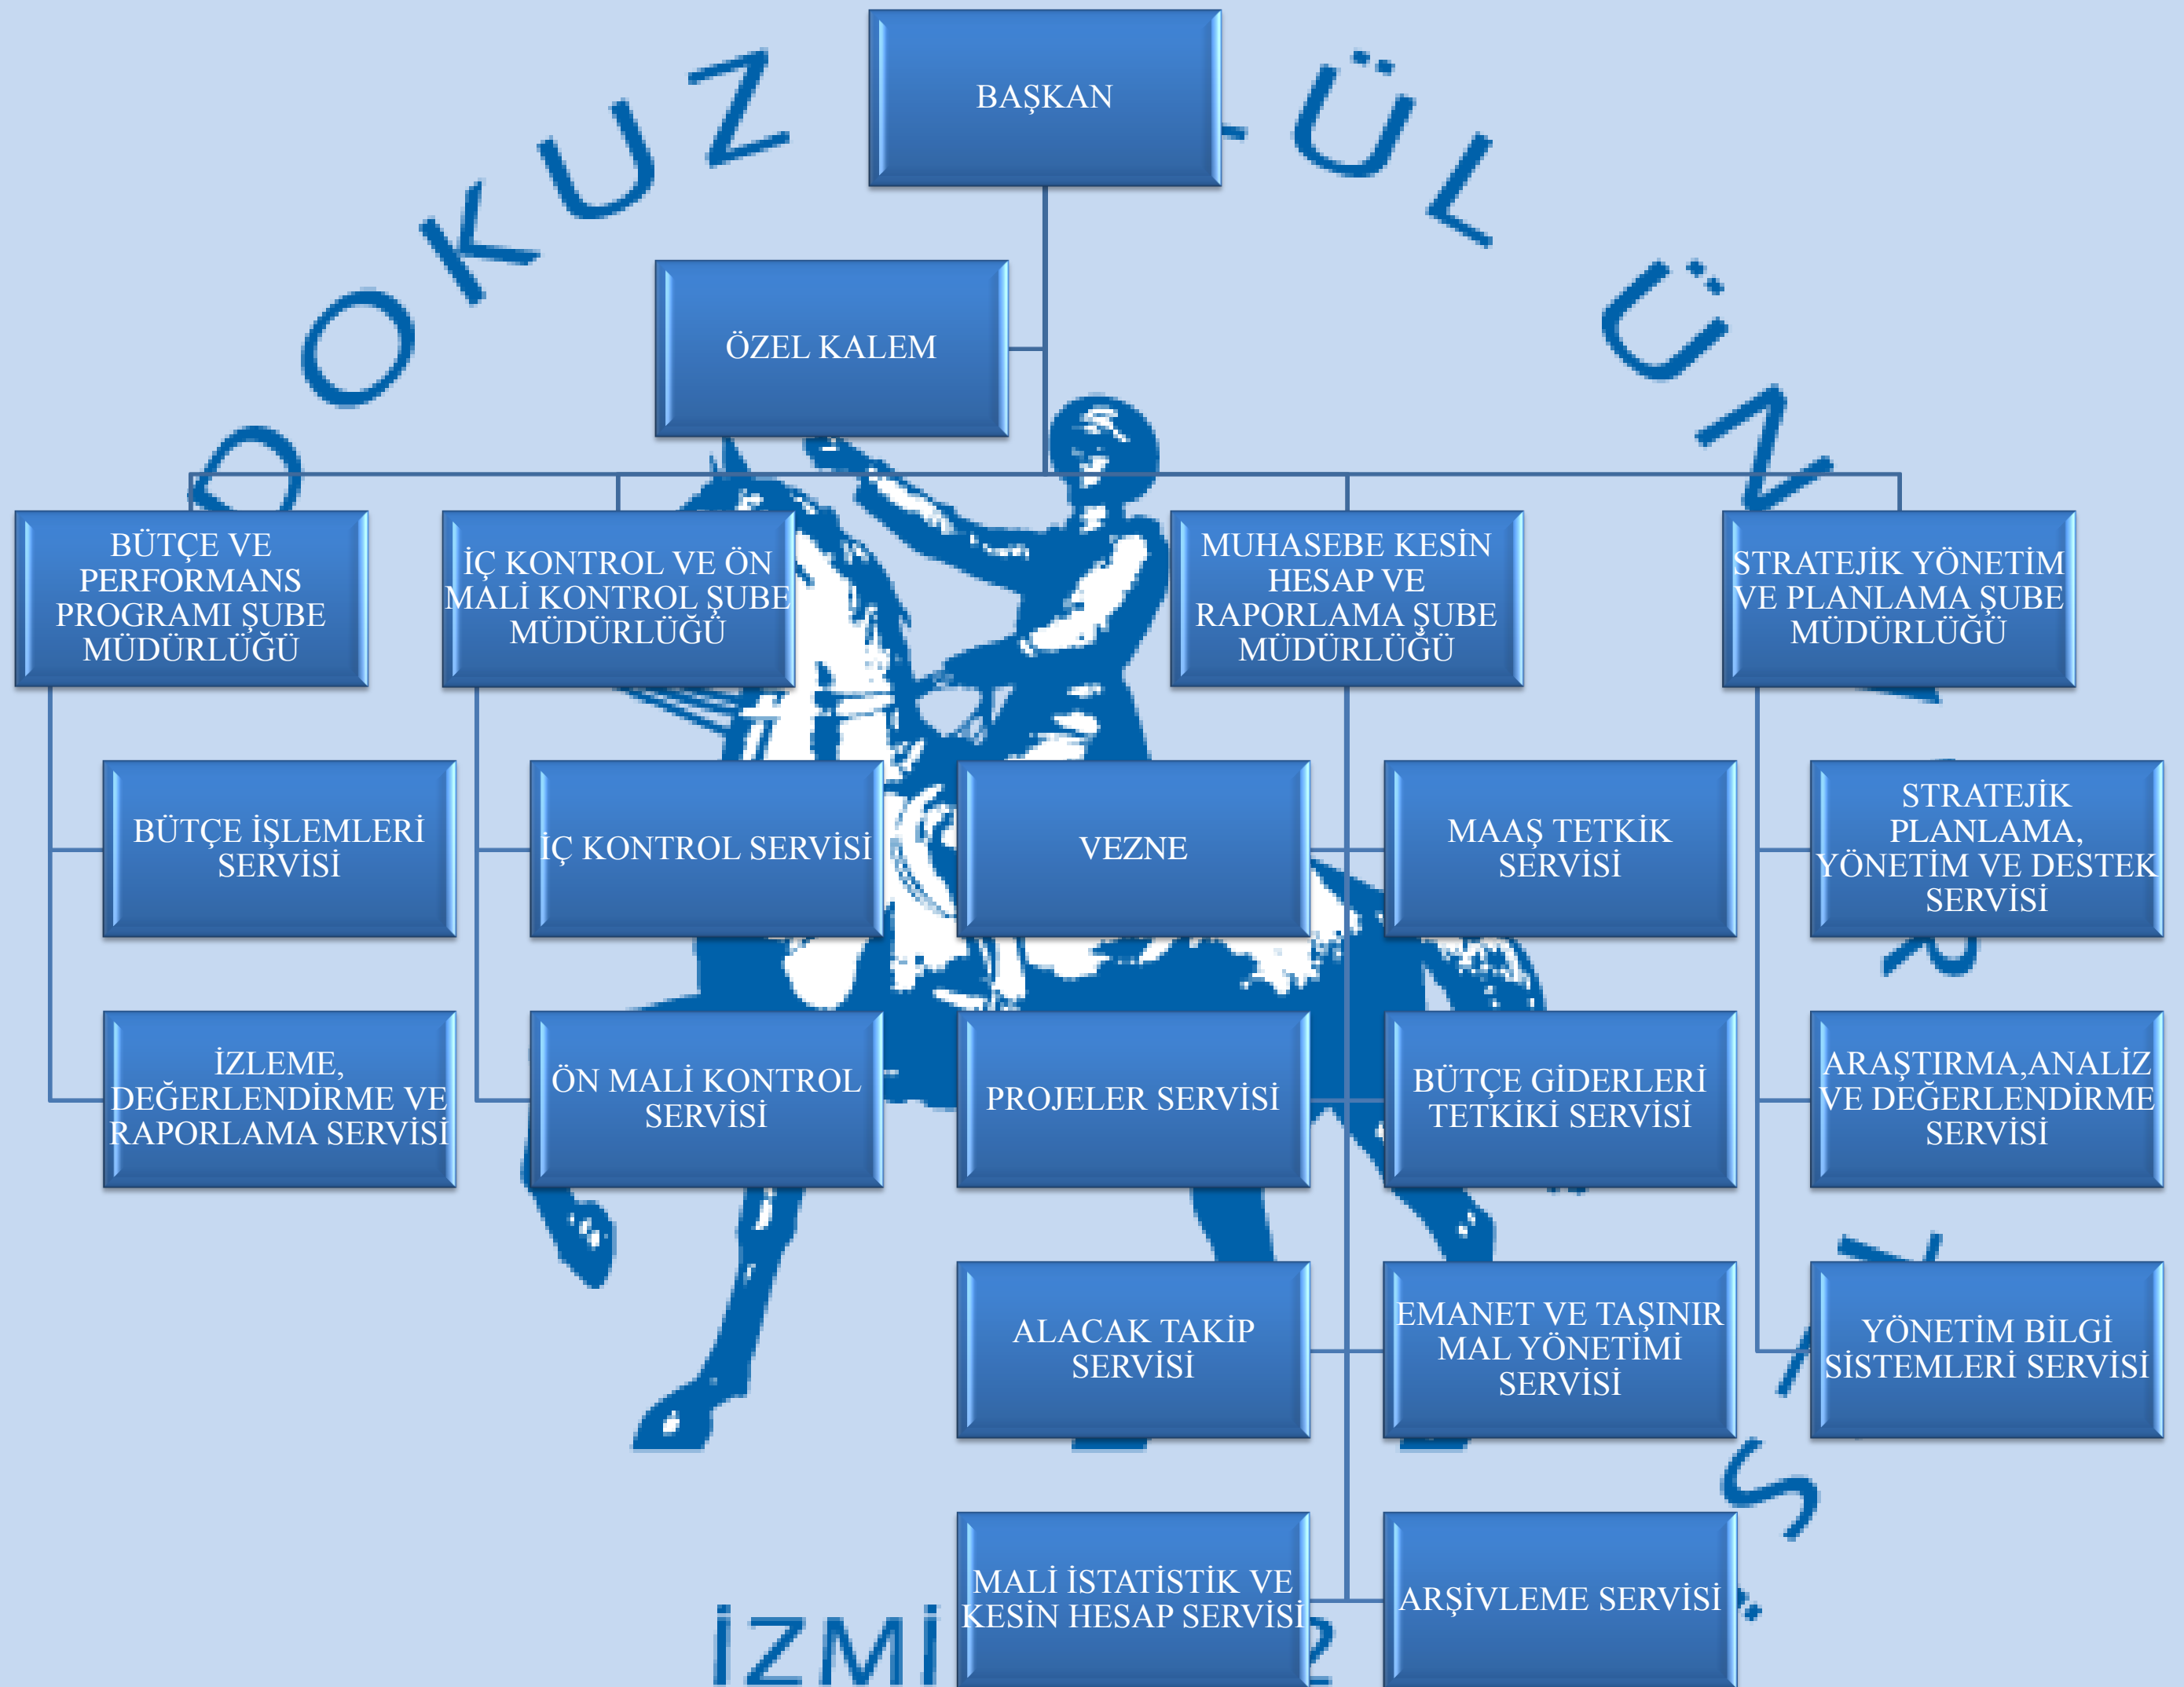 BAŞKAN
ÖZEL KALEM
BÜTÇE VE
PERFORMANS
PROGRAMI ŞUBE
MÜDÜRLÜĞÜ
İÇ KONTROL VE ÖN
MALİ KONTROL ŞUBE
MÜDÜRLÜĞÜ
MUHASEBE KESİN
HESAP VE
RAPORLAMA ŞUBE
MÜDÜRLÜĞÜ
STRATEJİK YÖNETİM
VE PLANLAMA ŞUBE
MÜDÜRLÜĞÜ
BÜTÇE İŞLEMLERİ
SERVİSİ
İÇ KONTROL SERVİSİ
VEZNE
MAAŞ TETKİK
SERVİSİ
STRATEJİK
PLANLAMA,
YÖNETİM VE DESTEK
SERVİSİ
İZLEME,
DEĞERLENDİRME VE
RAPORLAMA SERVİSİ
ÖN MALİ KONTROL
SERVİSİ
PROJELER SERVİSİ
BÜTÇE GİDERLERİ
TETKİKİ SERVİSİ
ARAŞTIRMA,ANALİZ
VE DEĞERLENDİRME
SERVİSİ
ALACAK TAKİP
SERVİSİ
EMANET VE TAŞINIR
MAL YÖNETİMİ
SERVİSİ
YÖNETİM BİLGİ
SİSTEMLERİ SERVİSİ
MALİ İSTATİSTİK VE
KESİN HESAP SERVİSİ
ARŞİVLEME SERVİSİ
DOKUZ